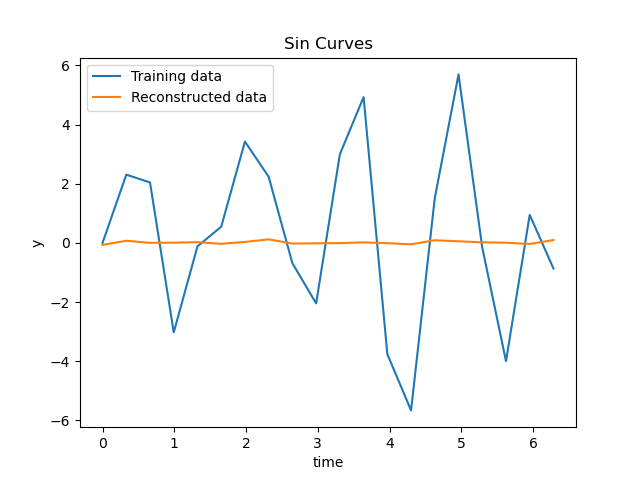 Sin Curves
Training data
Reconstructed data
6
4
2
0
−2
−4
−6
y
0 1 2 3 4 5 6
time